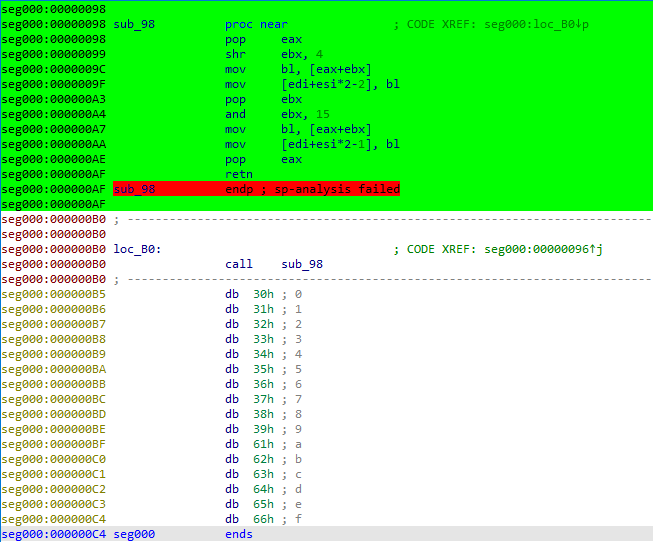 seg000:00000098
seg000:00000098 sub_98 proc near ; CODE XREF: seg000:loc_B0↓p
seg000:00000098 pop eax
seg000:00000099 shr ebx, 4
seg000:0000009C mov bl, [eax+ebx]
seg000:0000009F mov [edi+esi*2-2], bl
seg000:000000A3 pop ebx
seg000:000000A4 and ebx, 15
seg000:000000A7 mov bl, [eax+ebx]
seg000:000000AA mov [edi+esi*2-1], bl
seg000:000000AE pop eax
seg000:000000AF retn
seg000:000000AF sub_98 endp ; sp-analysis failed
seg000:000000AF
seg000:000000B0 ; ---------------------------------------------------------------------------
seg000:000000B0
seg000:000000B0 loc_B0: ; CODE XREF: seg000:00000096↑j
seg000:000000B0 call sub_98
seg000:000000B0 ; ---------------------------------------------------------------------------
seg000:000000B5 db 30h ; 0
seg000:000000B6 db 31h ; 1
seg000:000000B7 db 32h ; 2
seg000:000000B8 db 33h ; 3
seg000:000000B9 db 34h ; 4
seg000:000000BA db 35h ; 5
seg000:000000BB db 36h ; 6
seg000:000000BC db 37h ; 7
seg000:000000BD db 38h ; 8
seg000:000000BE db 39h ; 9
seg000:000000BF db 61h ; a
seg000:000000C0 db 62h ; b
seg000:000000C1 db 63h ; c
seg000:000000C2 db 64h ; d
seg000:000000C3 db 65h ; e
seg000:000000C4 db 66h ; f
seg000:000000C4 seg000 ends